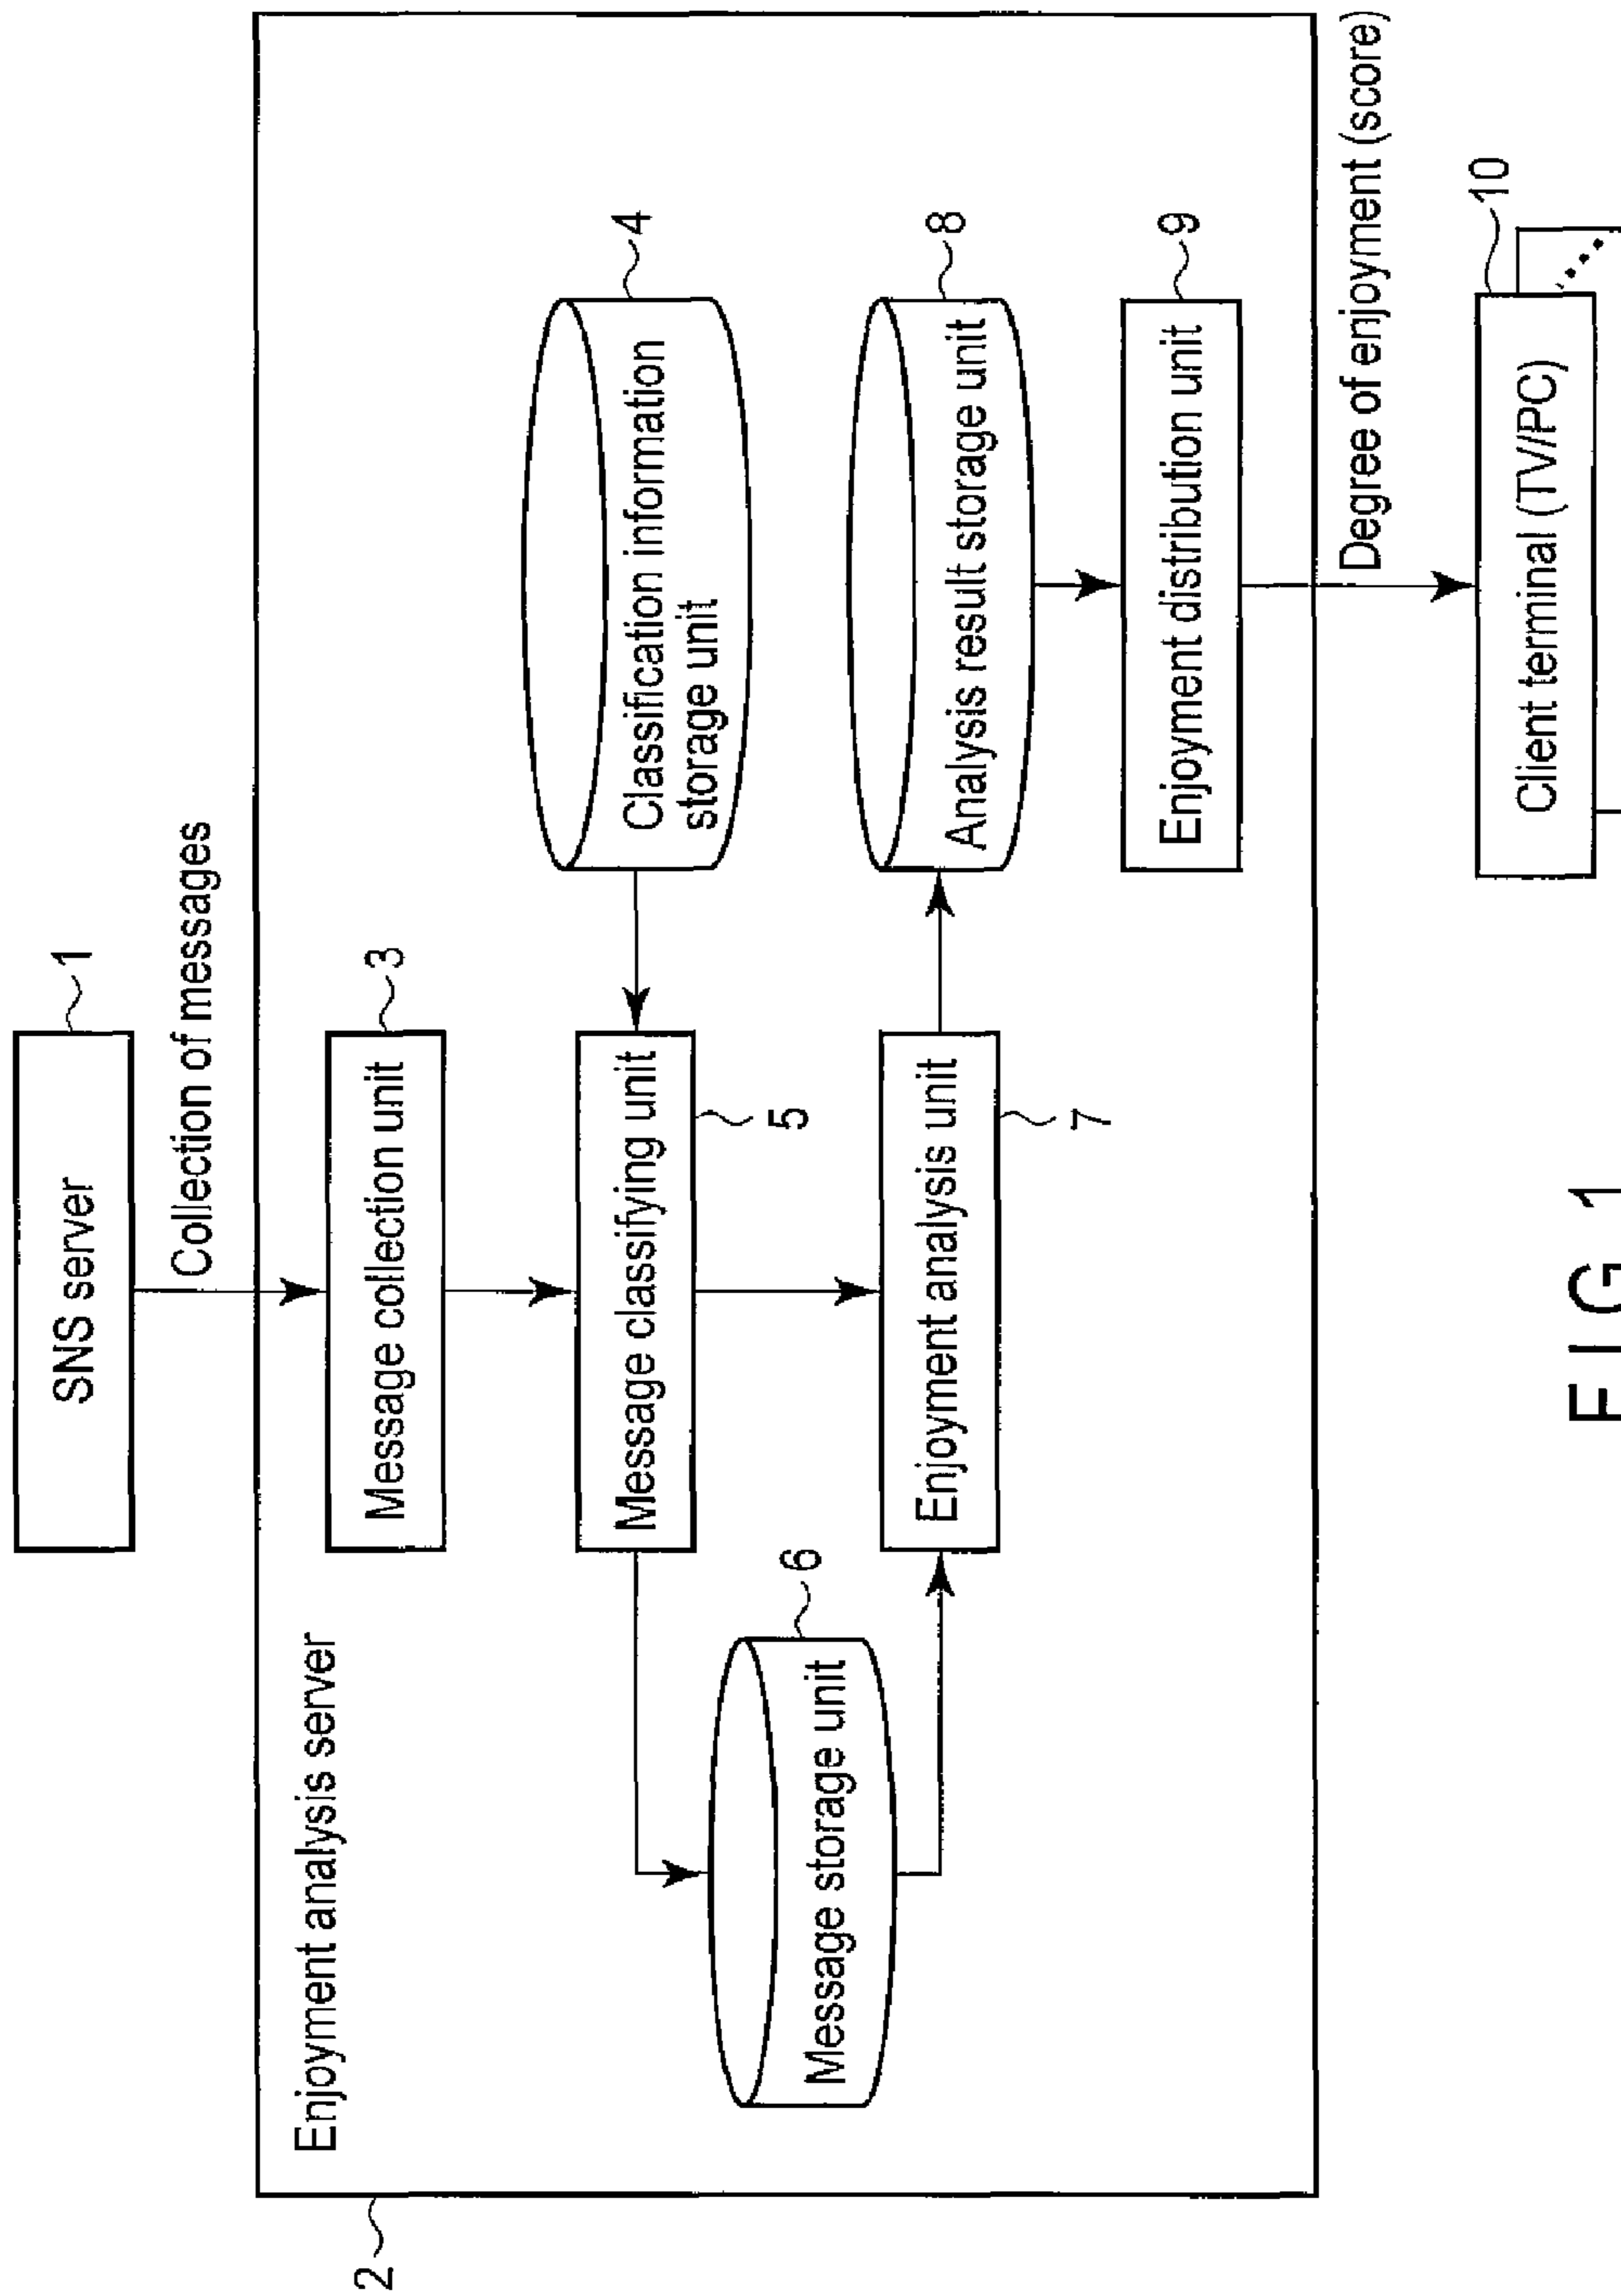 SNS server
1
Collection of messages
2
Enjoyment analysis server
Message collection unit
3
Classification information
storage unit
4
Message classifying unit
5
Message storage unit
6
Enjoyment analysis unit
7
Analysis result storage unit
8
Enjoyment distribution unit
9
Degree of enjoyment (score)
Client terminal (TV/PC)
10
FIG 1